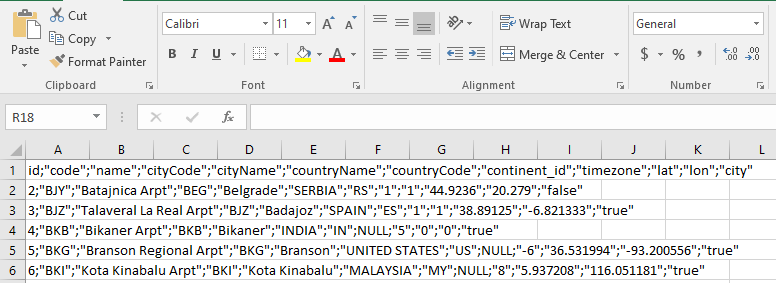 Cut
Calibri 11 A A
Wrap Text
General
Paste
Copy
Format Painter
B I U A
Merge & Center
$ % , .0 .00 .00 .0
Clipboard Font Alignment Number
R18 fx
A B C D E F G H I J K L
1 id;"code";"name";"cityCode";"cityName";"countryName";"countryCode";"continent_id";"timezone";"lat";"lon";"city"
2 2;"BJY";"Batajnica Arpt";"BEG";"Belgrade";"SERBIA";"RS";"1";"1";"44.9236";"20.279";"false"
3 3;"BJZ";"Talaveral La Real Arpt";"BJZ";"Badajoz";"SPAIN";"ES";"1";"1";"38.89125";"-6.821333";"true"
4 4;"BKB";"Bikaner Arpt";"BKB";"Bikaner";"INDIA";"IN";NULL;"5";"0";"0";"true"
5 5;"BKG";"Branson Regional Arpt";"BKG";"Branson";"UNITED STATES";"US";NULL;"-6";"36.531994";"-93.200556";"true"
6 6;"BKI";"Kota Kinabalu Arpt";"BKI";"Kota Kinabalu";"MALAYSIA";"MY";NULL;"8";"5.937208";"116.051181";"true"